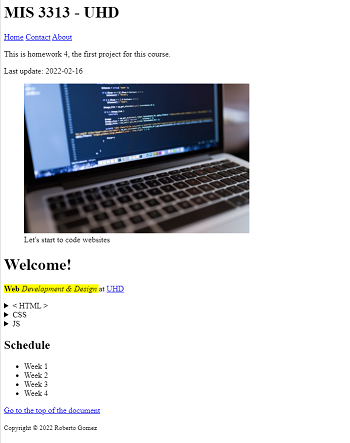 MIS 3313 - UHD
Home Contact About
This is homework 4, the first project for this course.
Last update: 2022-02-16
Let's start to code websites
Welcome!
Web Development & Design at UHD
< HTML >
CSS
JS
Schedule
Week 1
Week 2
Week 3
Week 4
Go to the top of the document
Copyright © 2022 Roberto Gomez